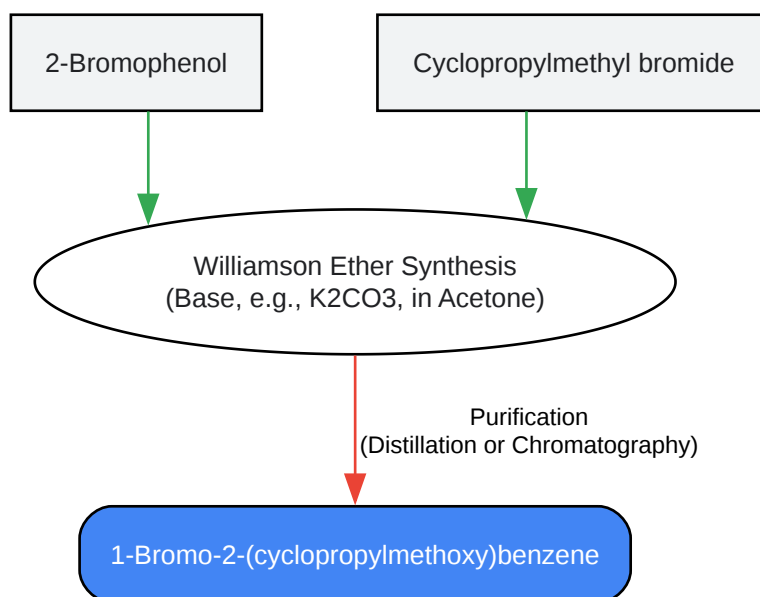 2-Bromophenol
Cyclopropylmethyl bromide
Williamson Ether Synthesis
(Base, e.g., K2CO3, in Acetone)
Purification
(Distillation or Chromatography)
1-Bromo-2-(cyclopropylmethoxy)benzene